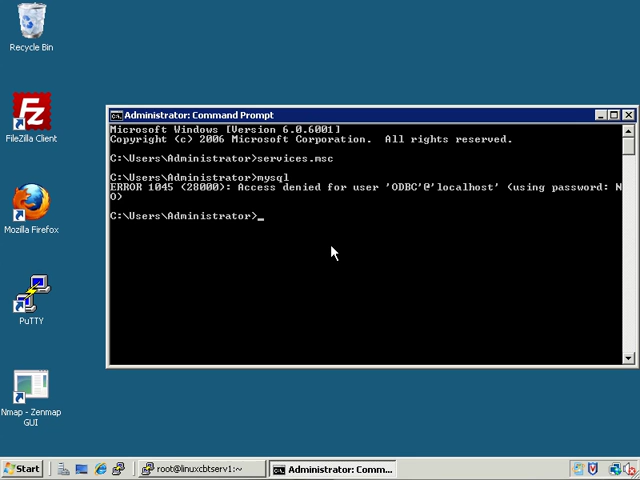 Recycle Bin
FileZilla Client
Mozilla Firefox
PuTTY
Nmap - Zenmap
GUI
Administrator: Command Prompt
Microsoft Windows [Version 6.0.6001]
Copyright (c) 2006 Microsoft Corporation.  All rights reserved.
C:\Users\Administrator>services.msc
C:\Users\Administrator>mysql
ERROR 1045 (28000): Access denied for user 'ODBC'@'localhost' (using password: N
O)
C:\Users\Administrator>_
Start
root@linuxcbtserv1:~
Administrator: Comm...